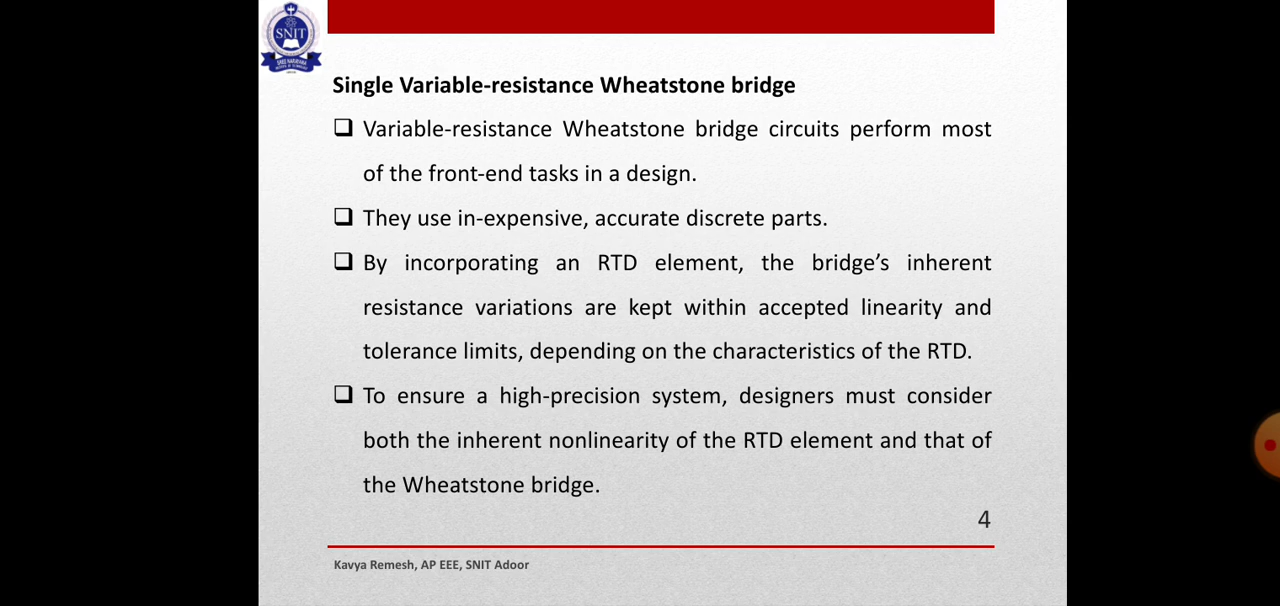 SNIT
Single Variable-resistance Wheatstone bridge
Variable-resistance Wheatstone bridge circuits perform most
of the front-end tasks in a design.
They use in-expensive, accurate discrete parts.
By incorporating an RTD element, the bridge's inherent
resistance variations are kept within accepted linearity and
tolerance limits, depending on the characteristics of the RTD.
To ensure a high-precision system, designers must consider
both the inherent nonlinearity of the RTD element and that of
the Wheatstone bridge.
4
Kavya Remesh, AP EEE, SNIT Adoor